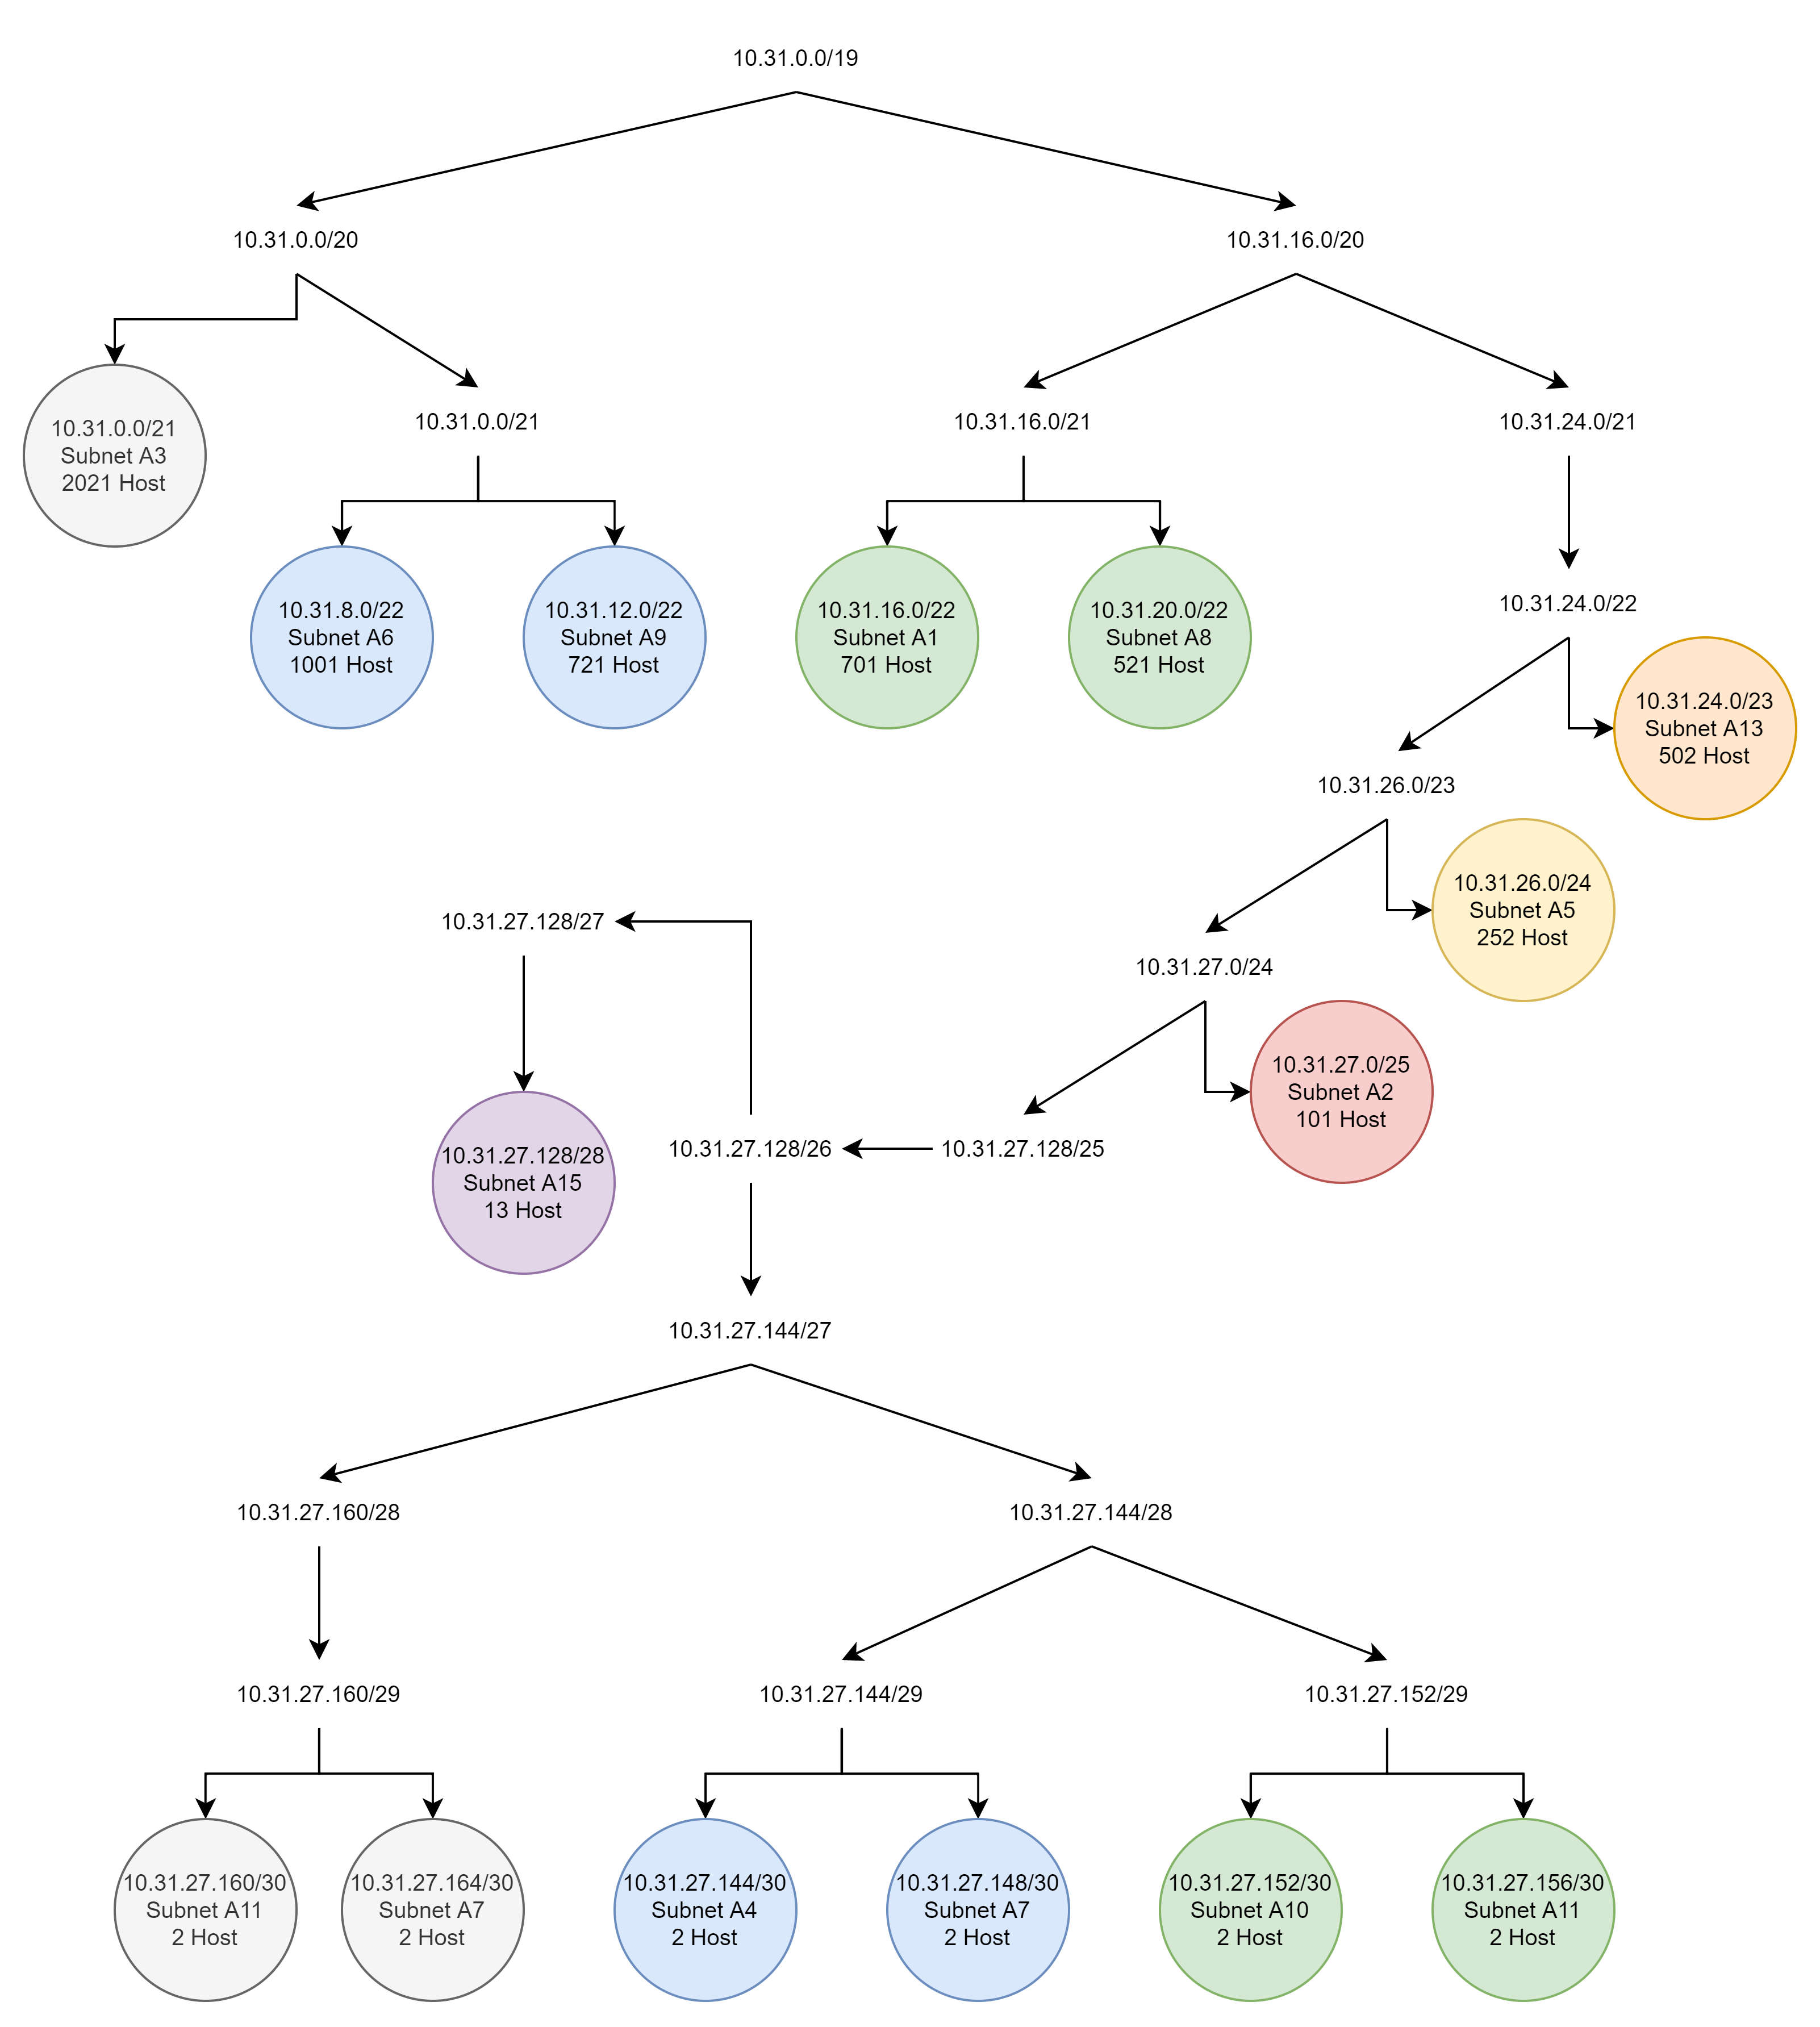 10.31.0.0/19
10.31.0.0/20
10.31.16.0/20
10.31.0.0/21
Subnet A3
2021 Host
10.31.0.0/21
10.31.16.0/21
10.31.24.0/21
10.31.8.0/22
Subnet A6
1001 Host
10.31.12.0/22
Subnet A9
721 Host
10.31.16.0/22
Subnet A1
701 Host
10.31.20.0/22
Subnet A8
521 Host
10.31.24.0/22
10.31.24.0/23
Subnet A13
502 Host
10.31.26.0/23
10.31.26.0/24
Subnet A5
252 Host
10.31.27.128/27
10.31.27.0/24
10.31.27.0/25
Subnet A2
101 Host
10.31.27.128/28
Subnet A15
13 Host
10.31.27.128/26
10.31.27.128/25
10.31.27.144/27
10.31.27.160/28
10.31.27.144/28
10.31.27.160/29
10.31.27.144/29
10.31.27.152/29
10.31.27.160/30
Subnet A11
2 Host
10.31.27.164/30
Subnet A7
2 Host
10.31.27.144/30
Subnet A4
2 Host
10.31.27.148/30
Subnet A7
2 Host
10.31.27.152/30
Subnet A10
2 Host
10.31.27.156/30
Subnet A11
2 Host